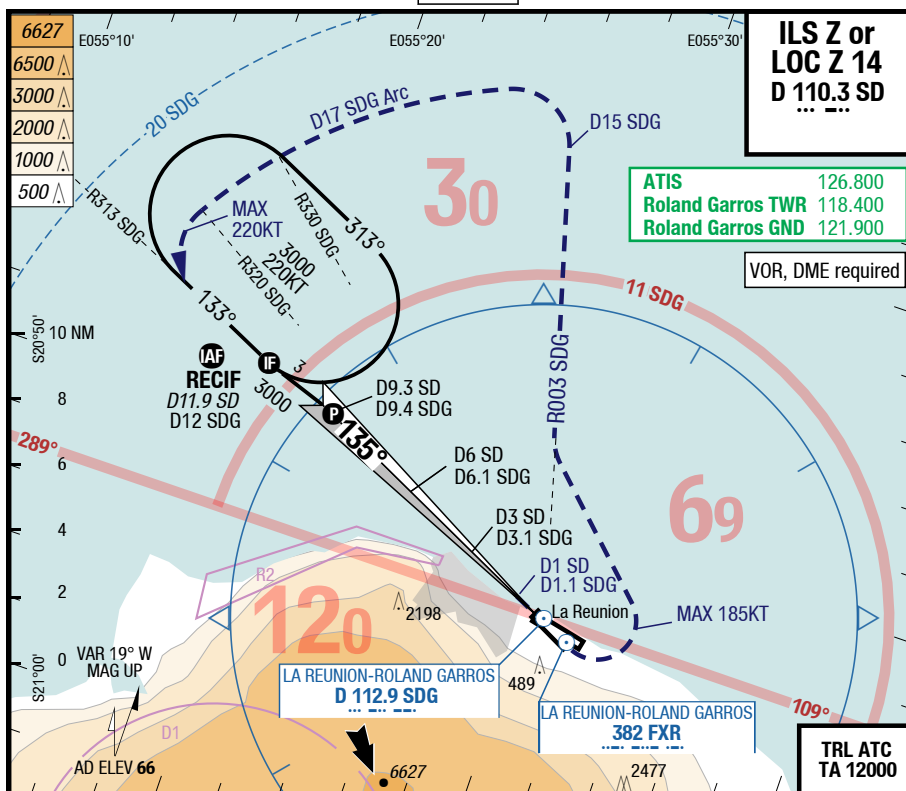 6627
6500
3000
2000
1000
500
E055°10'
E055°20'
E055°30'
ILS Z or
LOC Z 14
D 110.3 SD
ATIS 126.800
Roland Garros TWR 118.400
Roland Garros GND 121.900
VOR, DME required
20 SDG
D17 SDG Arc
D15 SDG
30
R313 SDG
MAX
220KT
R330 SDG
313°
3000
220KT
R320 SDG
133°
11 SDG
S20°50'
10 NM
8
6
4
2
0
S21°00'
IAF
RECIF
D11.9 SD
D12 SDG
IF
3
3000
P
D9.3 SD
D9.4 SDG
135°
R003 SDG
289°
D6 SD
D6.1 SDG
69
D3 SD
D3.1 SDG
D1 SD
D1.1 SDG
R2
120
2198
La Reunion
MAX 185KT
VAR 19° W
MAG UP
LA REUNION-ROLAND GARROS
D 112.9 SDG
489
LA REUNION-ROLAND GARROS
382 FXR
109°
D1
AD ELEV 66
6627
2477
TRL ATC
TA 12000